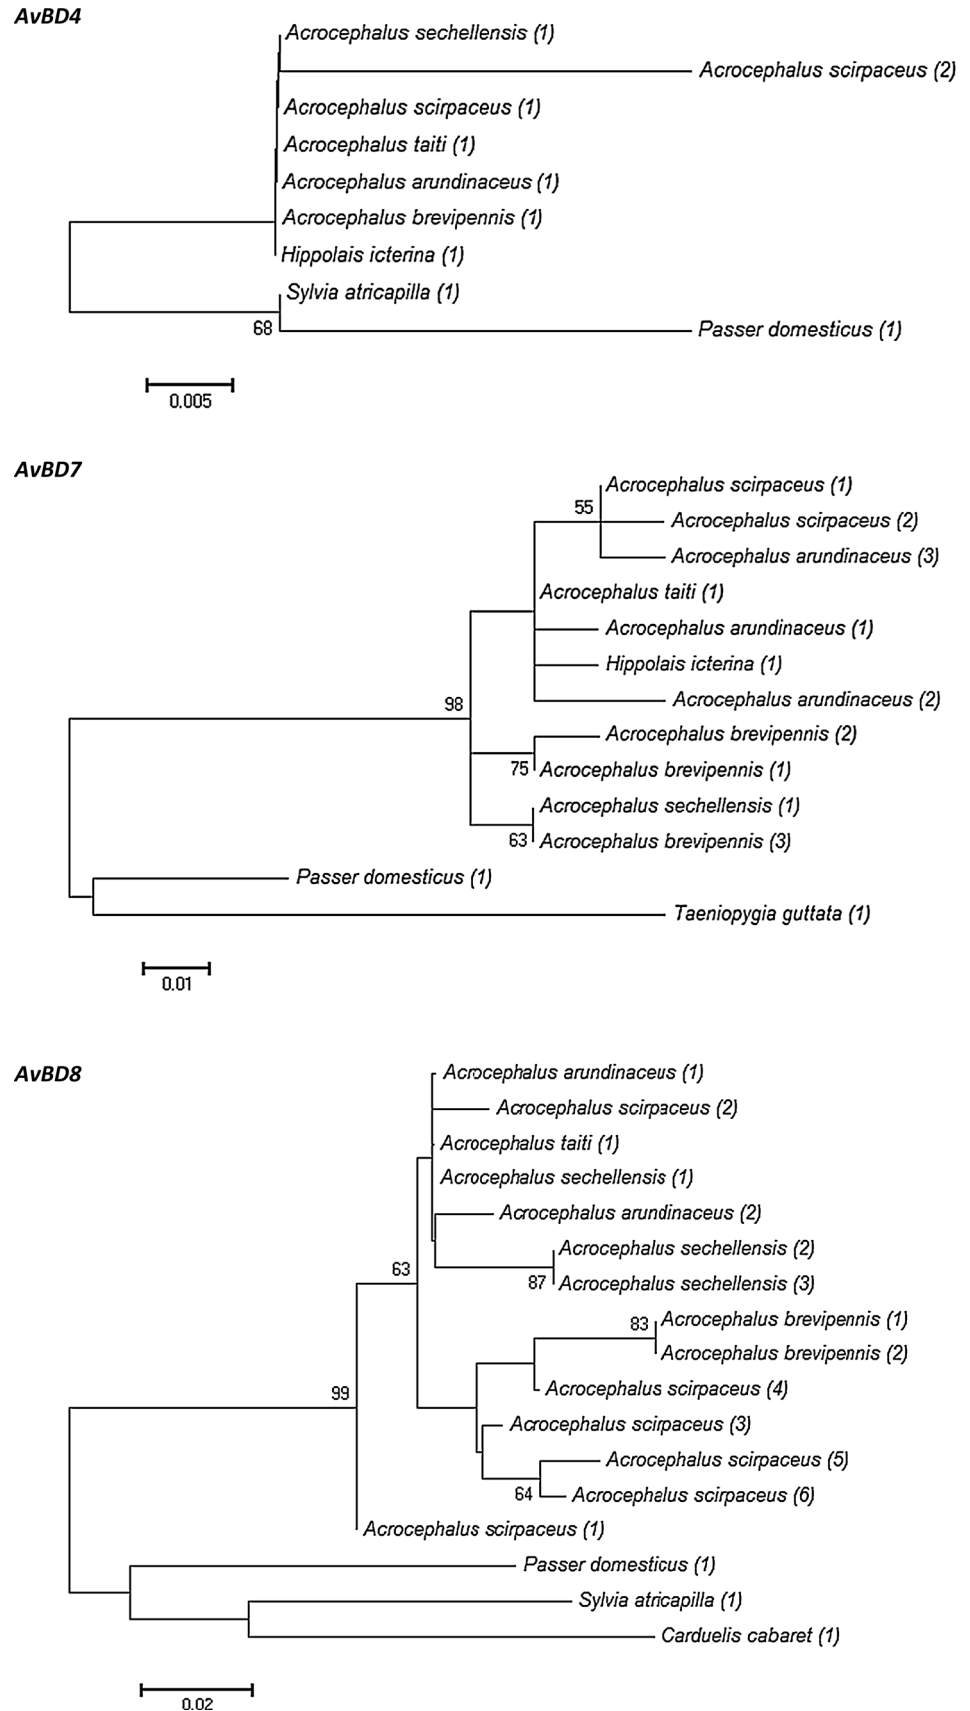 AvBD4
Acrocephalus sechellensis (1)
Acrocephalus scirpaceus (2)
Acrocephalus scirpaceus (1)
Acrocephalus taiti (1)
Acrocephalus arundinaceus (1)
Acrocephalus brevipennis (1)
Hippolais icterina (1)
Sylvia atricapilla (1)
68
Passer domesticus (1)
0.005
AvBD7
Acrocephalus scirpaceus (1)
55
Acrocephalus scirpaceus (2)
Acrocephalus arundinaceus (3)
Acrocephalus taiti (1)
Acrocephalus arundinaceus (1)
Hippolais icterina (1)
Acrocephalus arundinaceus (2)
98
Acrocephalus brevipennis (2)
75
Acrocephalus brevipennis (1)
Acrocephalus sechellensis (1)
63
Acrocephalus brevipennis (3)
Passer domesticus (1)
Taeniopygia guttata (1)
0.01
AvBD8
Acrocephalus arundinaceus (1)
Acrocephalus scirpaceus (2)
Acrocephalus taiti (1)
Acrocephalus sechellensis (1)
Acrocephalus arundinaceus (2)
Acrocephalus sechellensis (2)
63
87
Acrocephalus sechellensis (3)
Acrocephalus brevipennis (1)
83
Acrocephalus brevipennis (2)
Acrocephalus scirpaceus (4)
99
Acrocephalus scirpaceus (3)
Acrocephalus scirpaceus (5)
64
Acrocephalus scirpaceus (6)
Acrocephalus scirpaceus (1)
Passer domesticus (1)
Sylvia atricapilla (1)
Carduelis cabaret (1)
0.02